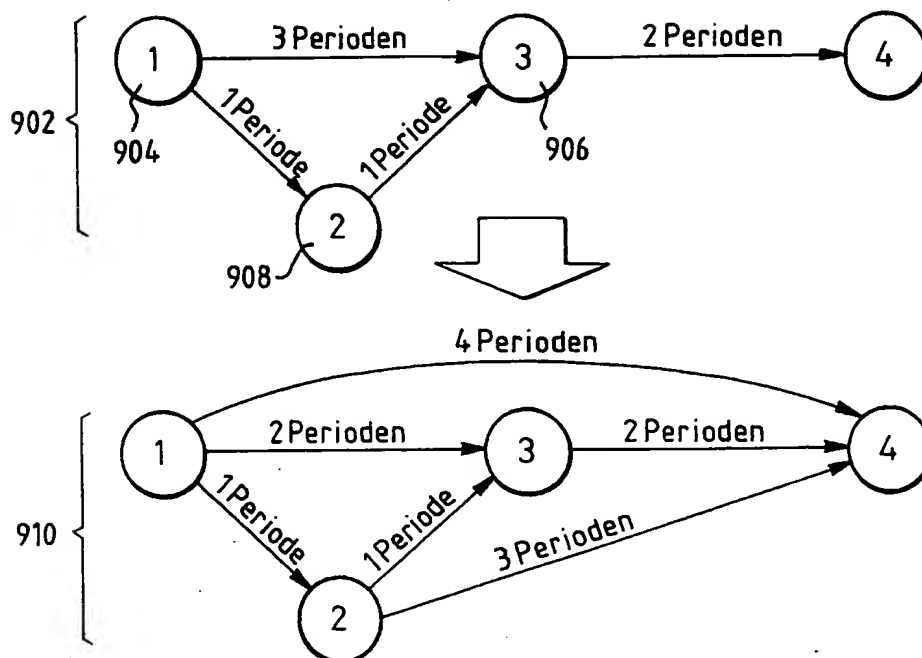 3 Perioden
2 Perioden
1
3
4
902
904
1 Periode
1 Periode
906
2
908
4 Perioden
1
2 Perioden
3
2 Perioden
4
910
1 Periode
1 Periode
3 Perioden
2